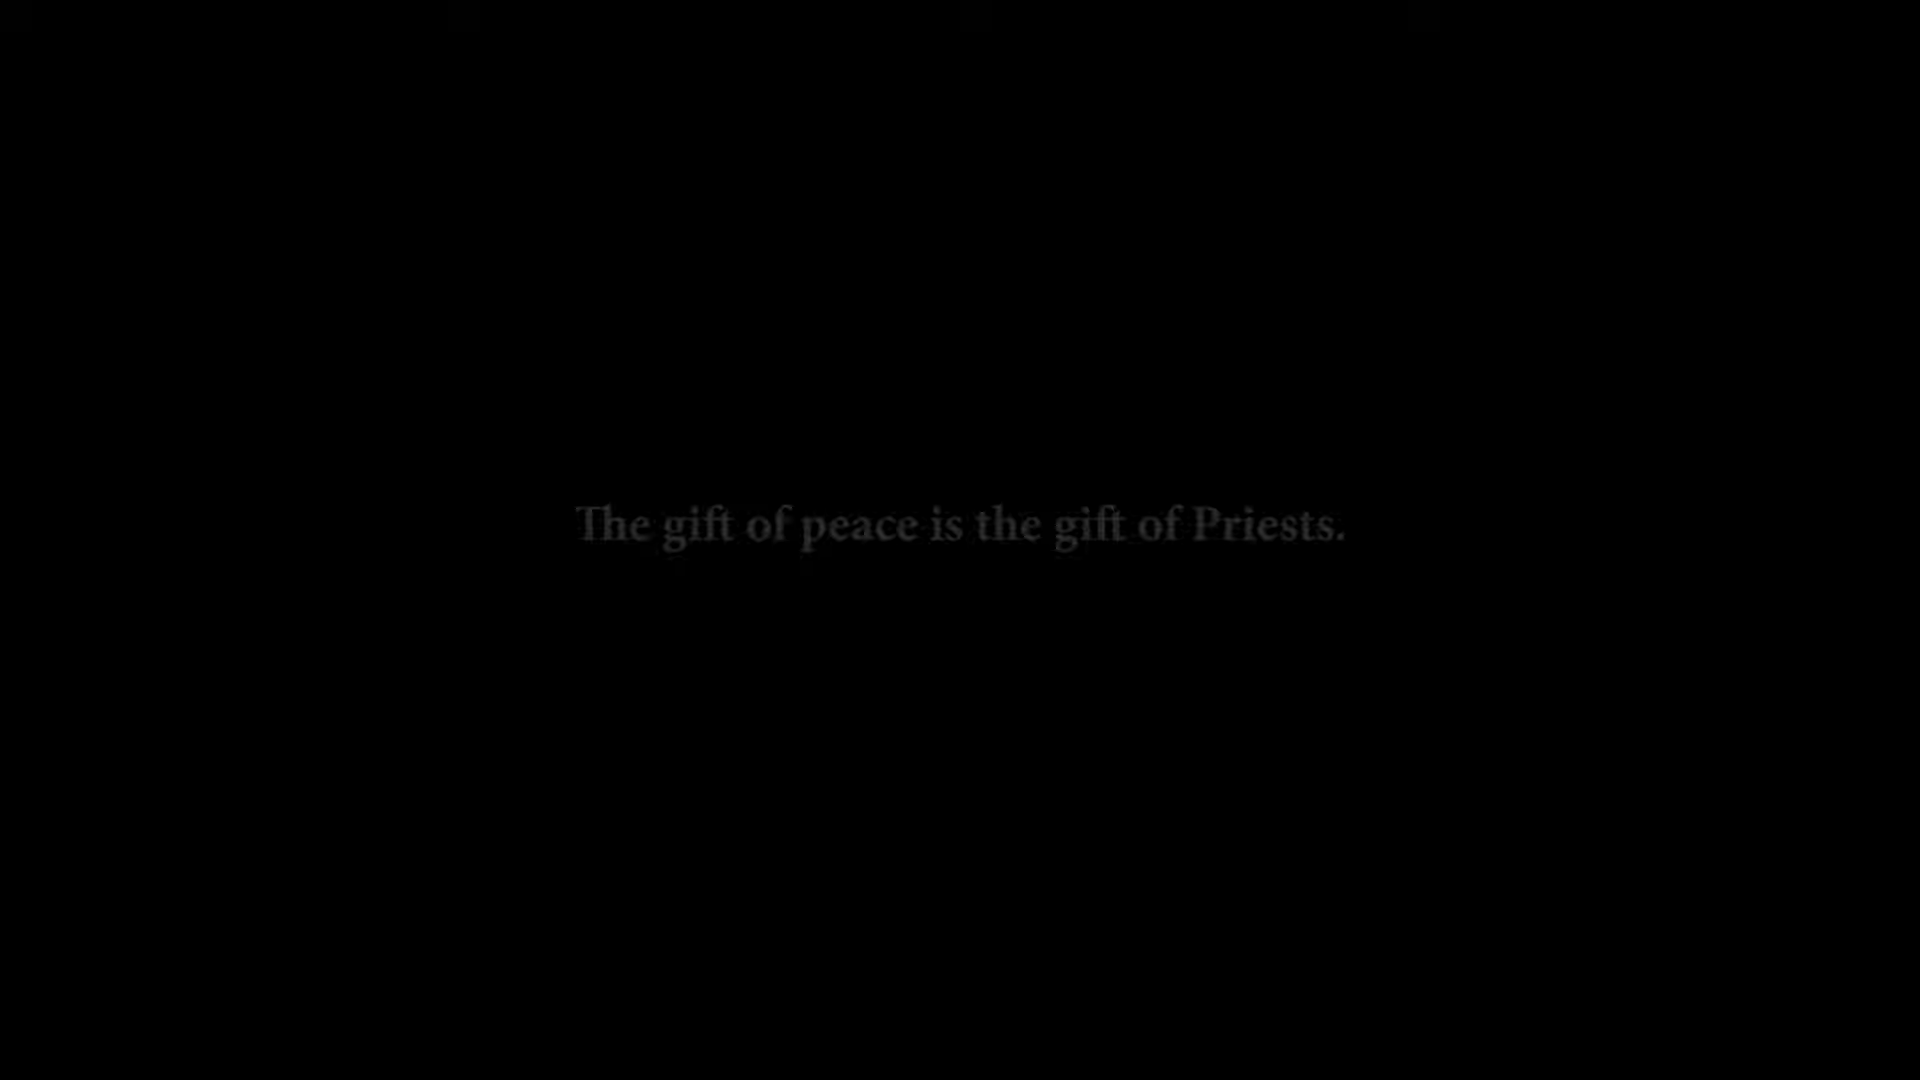 The gift of peace is the gift of Priests.